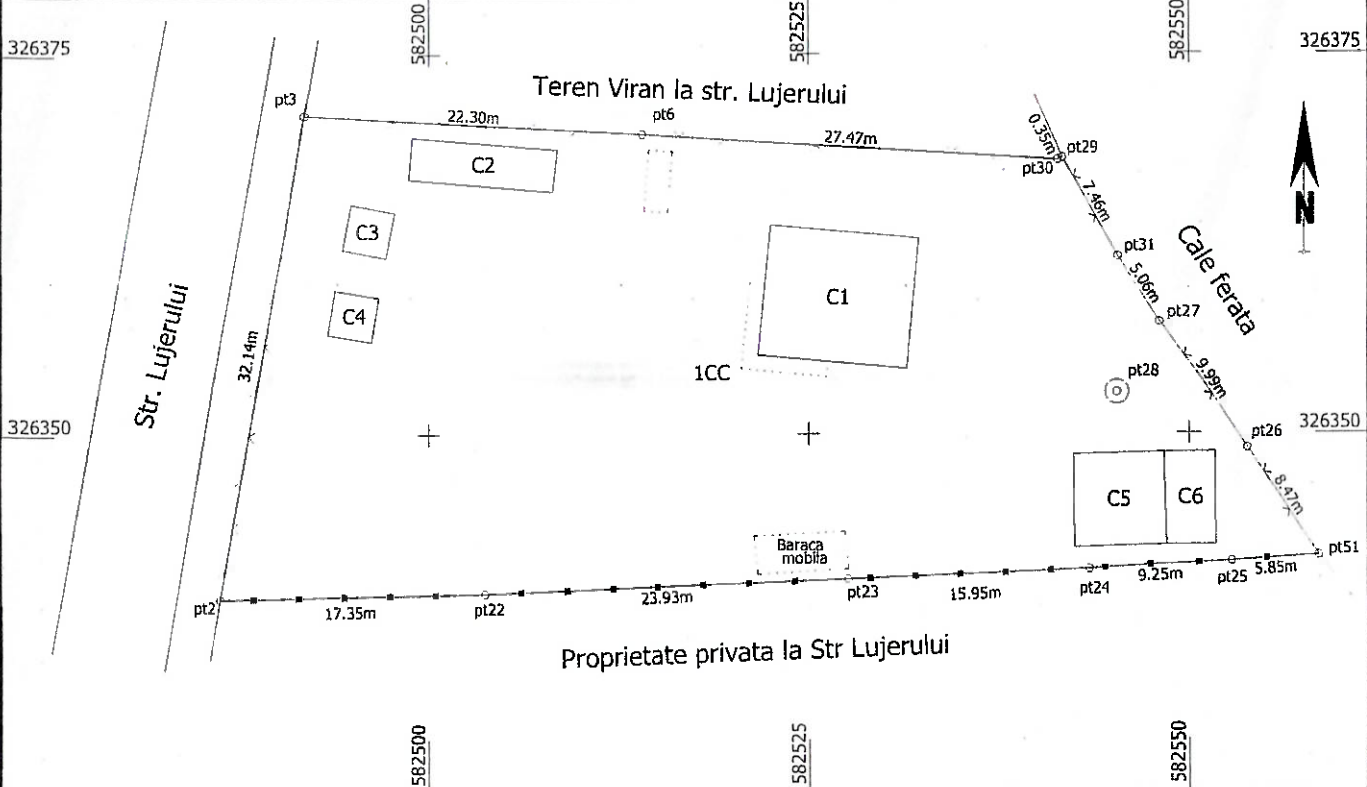 582500
582525
582550
326375
326375
Teren Viran la str. Lujerului
pt3
22.30m
pt6
27.47m
0.35m
pt29
pt30
C2
7.46m
N
C3
pt31
Cale ferata
5.06m
C1
C4
pt27
Str. Lujerului
32.14m
1CC
9.99m
pt28
326350
326350
pt26
C5
C6
8.47m
Baraca
mobila
pt51
pt2
17.35m
pt22
23.93m
pt23
15.95m
pt24
9.25m
pt25
5.85m
Proprietate privata la Str Lujerului
582500
582525
582550